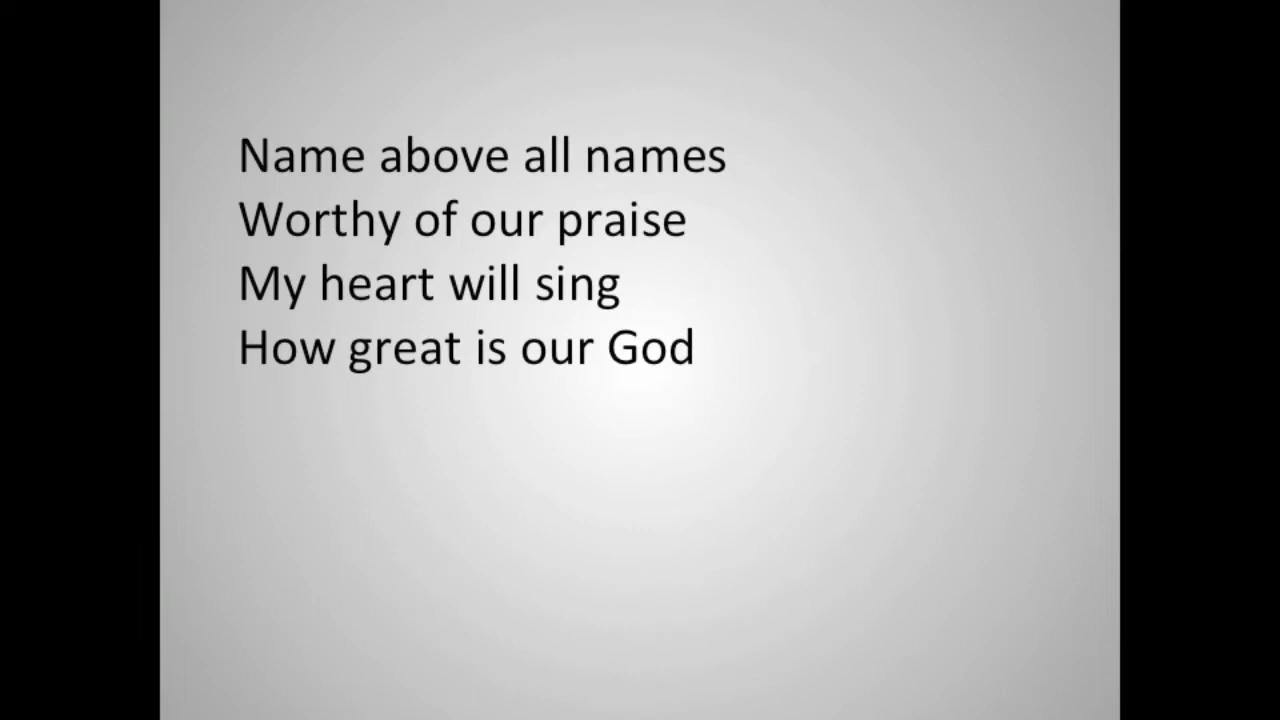 Name above all names
Worthy of our praise
My heart will sing
How great is our God